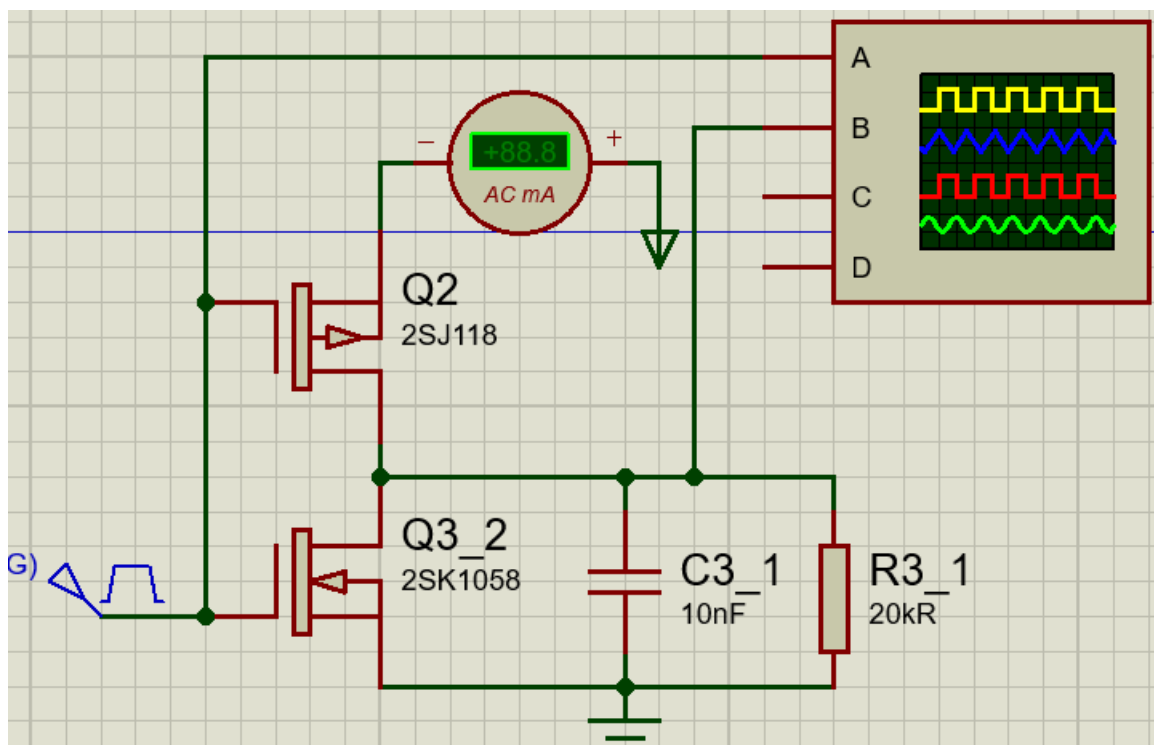 A
B
C
D
− +
+88.8
AC mA
Q2
2SJ118
Q3_2
2SK1058
G)
C3_1
10nF
R3_1
20kR